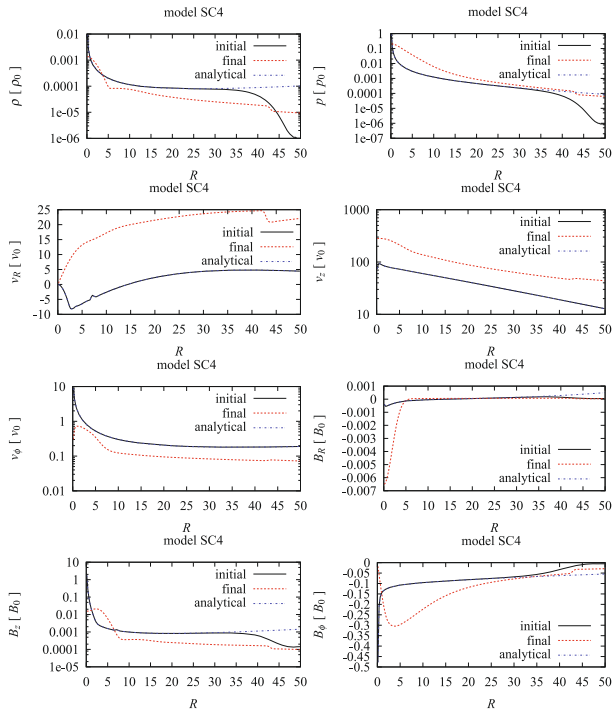 model SC4
0.01
0.0001
1e-05
1e-06
ρ [ ρ0 ]
initial
final
analytical
0 5 10 15 20 25 30 35 40 45 50
R
model SC4
1
0.1
0.01
0.001
0.0001
1e-05
1e-06
1e-07
p [ p0 ]
initial
final
analytical
0 5 10 15 20 25 30 35 40 45 50
R
model SC4
25
20
15
10
5
0
-5
-10
vR [ v0 ]
initial
final
analytical
0 5 10 15 20 25 30 35 40 45 50
R
model SC4
1000
100
10
vz [ v0 ]
initial
final
analytical
0 5 10 15 20 25 30 35 40 45 50
R
model SC4
10
1
0.1
0.01
vϕ [ v0 ]
initial
final
analytical
0 5 10 15 20 25 30 35 40 45 50
R
model SC4
0.001
0
-0.001
-0.002
-0.003
-0.004
-0.005
-0.006
-0.007
BR [ B0 ]
initial
final
analytical
0 5 10 15 20 25 30 35 40 45 50
R
model SC4
10
1
0.1
0.01
0.001
0.0001
1e-05
Bz [ B0 ]
initial
final
analytical
0 5 10 15 20 25 30 35 40 45 50
R
model SC4
0
-0.05
-0.1
-0.15
-0.2
-0.25
-0.3
-0.35
-0.4
-0.45
-0.5
Bϕ [ B0 ]
initial
final
analytical
0 5 10 15 20 25 30 35 40 45 50
R